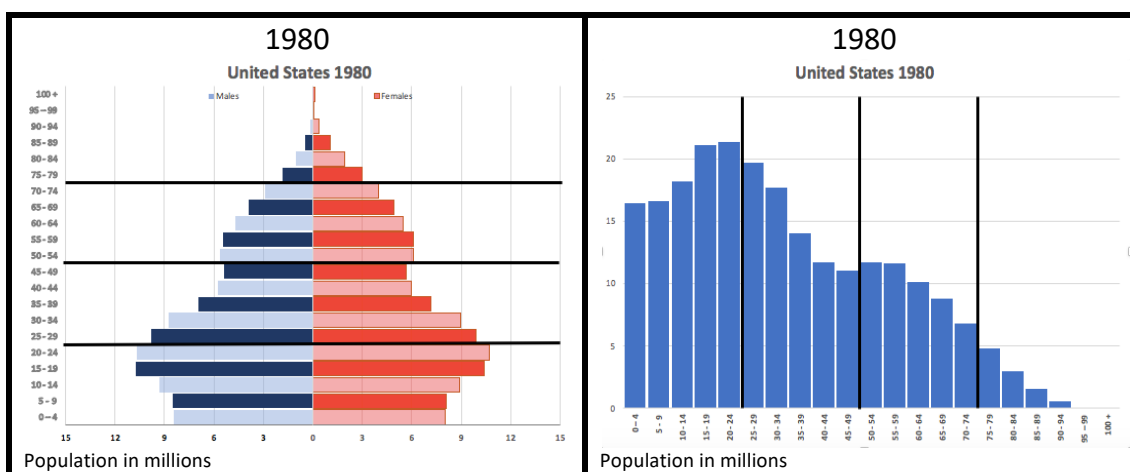 1980
United States 1980
Males Females
100 +
95 – 99
90 - 94
85 - 89
80 - 84
75 - 79
70 - 74
65 - 69
60 - 64
55 - 59
50 - 54
45 - 49
40 - 44
35 - 39
30 - 34
25 - 29
20 - 24
15 - 19
10 - 14
5 - 9
0 – 4
15 12 9 6 3 0 3 6 9 12 15
Population in millions
1980
United States 1980
25
20
15
10
5
0
0 – 4
5 - 9
10 - 14
15 - 19
20 - 24
25 - 29
30 - 34
35 - 39
40 - 44
45 - 49
50 - 54
55 - 59
60 - 64
65 - 69
70 - 74
75 - 79
80 - 84
85 - 89
90 - 94
95 – 99
100 +
Population in millions